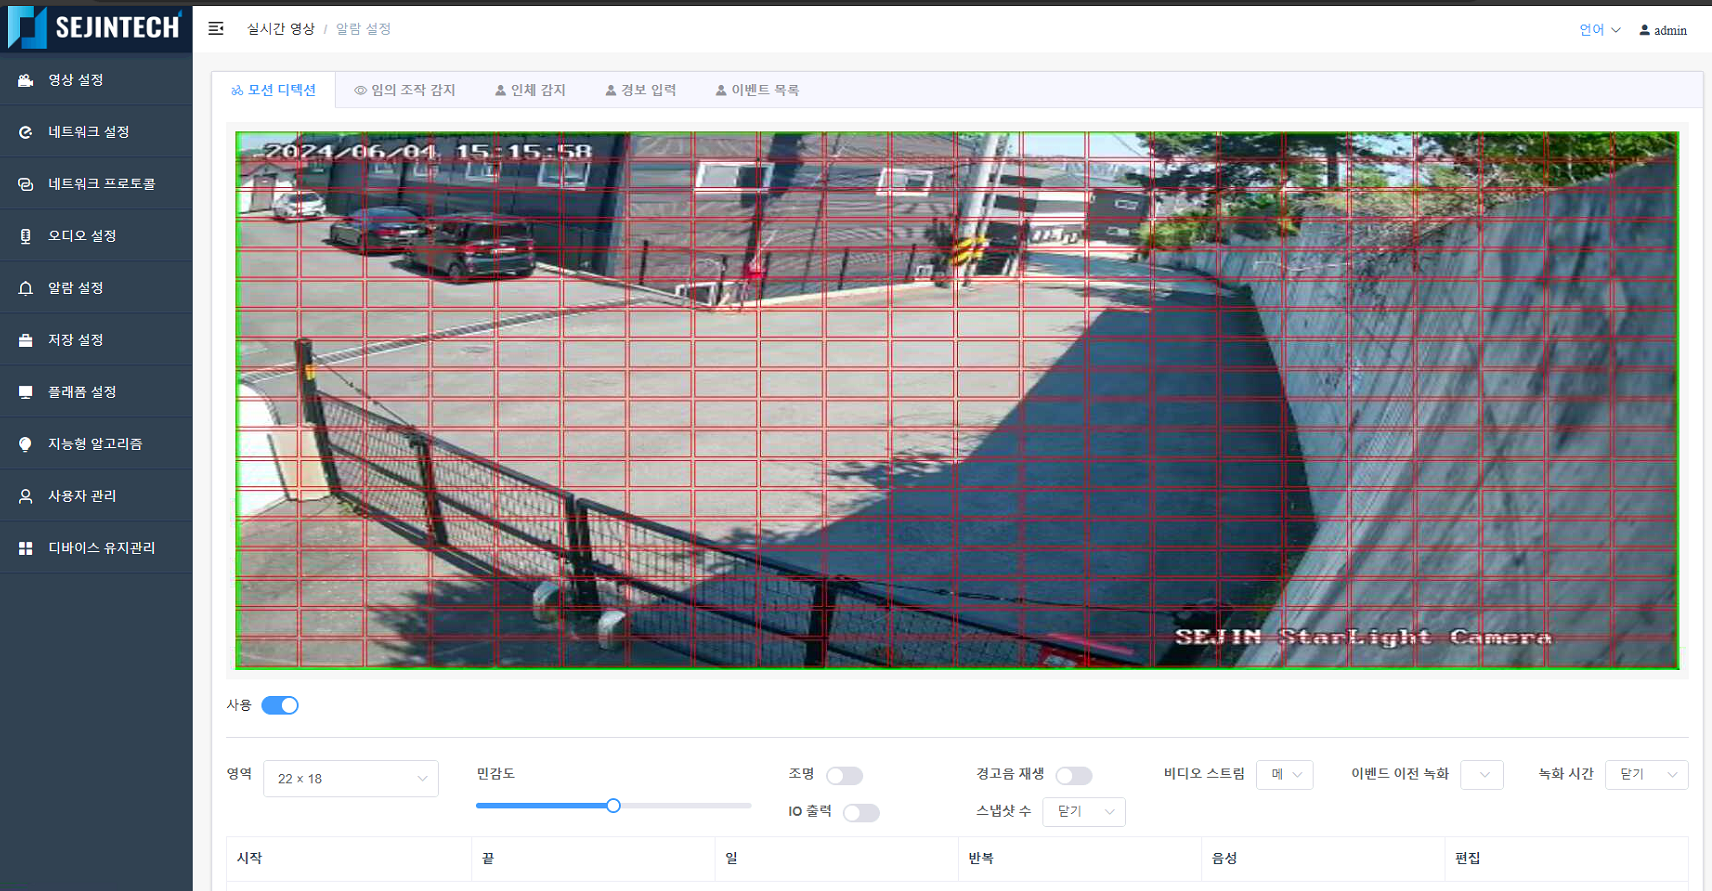 SEJINTECH
실시간 영상 / 알람 설정
언어
admin
영상 설정
네트워크 설정
네트워크 프로토콜
오디오 설정
알람 설정
저장 설정
플래폼 설정
지능형 알고리즘
사용자 관리
디바이스 유지관리
모션 디텍션
임의 조작 감지
인체 감지
경보 입력
이벤트 목록
2024/06/04 15:15:58
SEJIN StarLight Camera
사용
영역
22 × 18
민감도
조명
IO 출력
경고음 재생
스냅샷 수
닫기
비디오 스트림
메
이벤드 이전 녹화
녹화 시간
닫기
시작
끝
일
반복
음성
편집